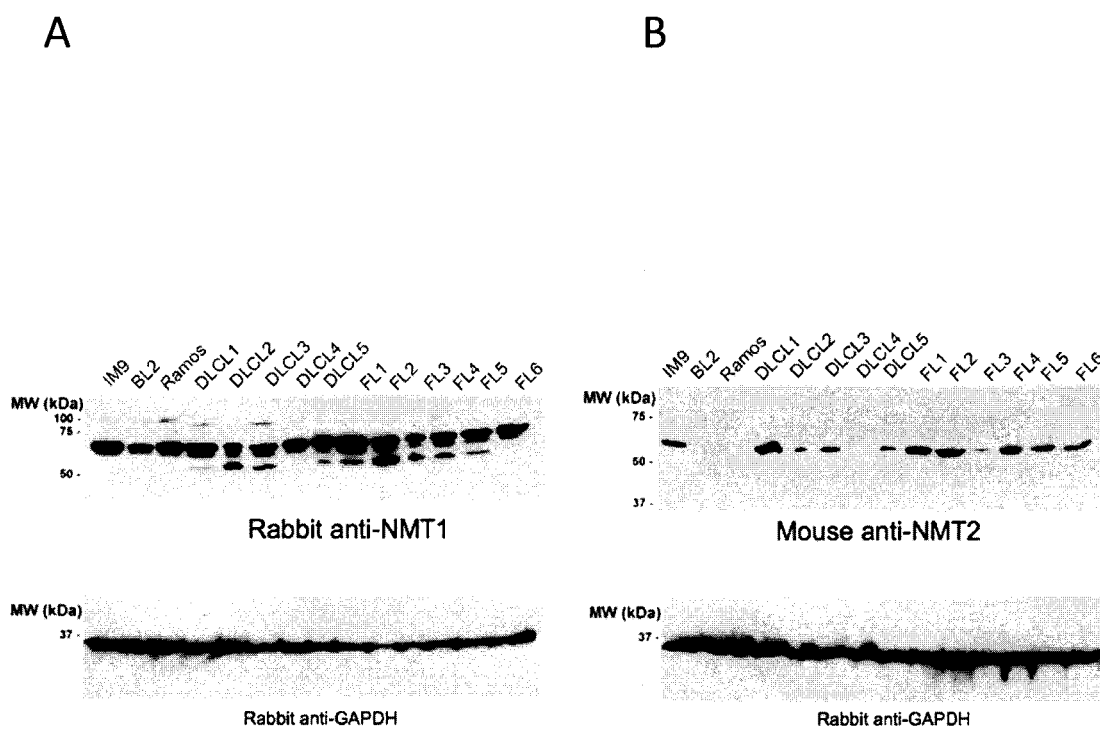 A
IM9 BL2 Ramos DLCL1 DLCL2 DLCL3 DLCL4 DLCL5 FL1 FL2 FL3 FL4 FL5 FL6
MW (kDa)
100 -
75 -
50 -
Rabbit anti-NMT1
MW (kDa)
37 -
Rabbit anti-GAPDH
B
IM9 BL2 Ramos DLCL1 DLCL2 DLCL3 DLCL4 DLCL5 FL1 FL2 FL3 FL4 FL5 FL6
MW (kDa)
75 -
50 -
37 -
Mouse anti-NMT2
MW (kDa)
37 -
Rabbit anti-GAPDH